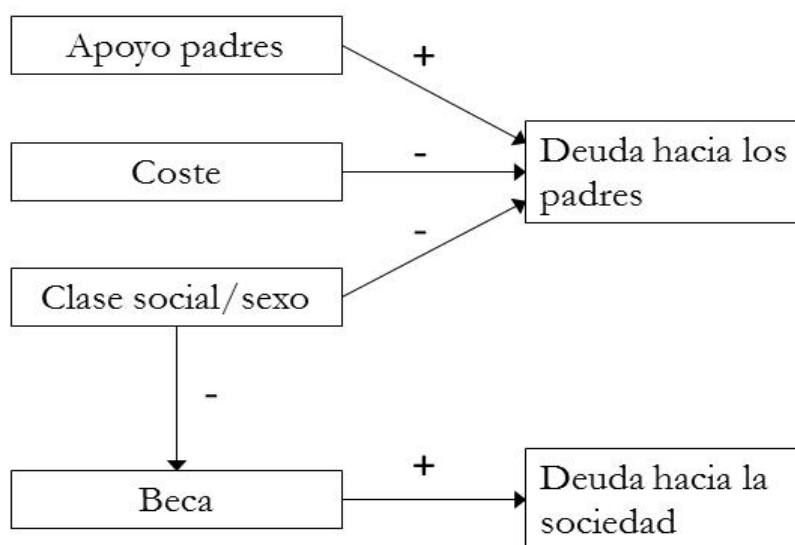 Apoyo padres
+
Deuda hacia los
padres
Coste
-
-
Clase social/sexo
-
Beca
+
Deuda hacia la
sociedad